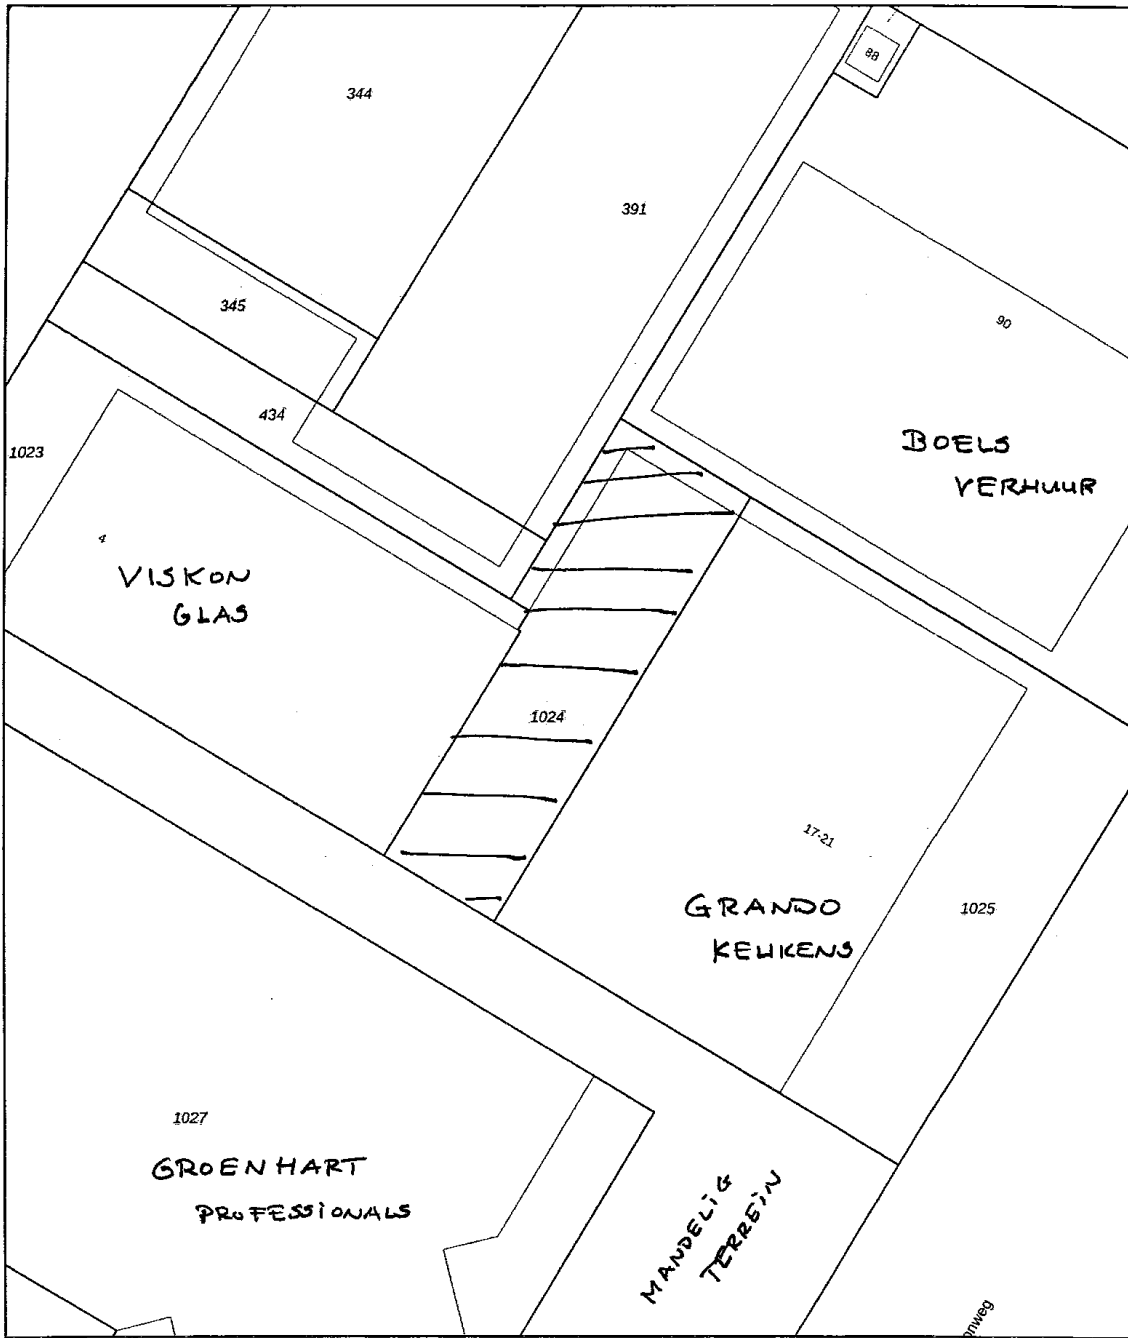 88
344
391
345
90
434
BOELS
VERHUUR
1023
4
VISKON
GLAS
1024
17-21
GRANDO
KEUKENS
1025
1027
GROENHART
PROFESSIONALS
MANDELIG
TERREIN
onweg